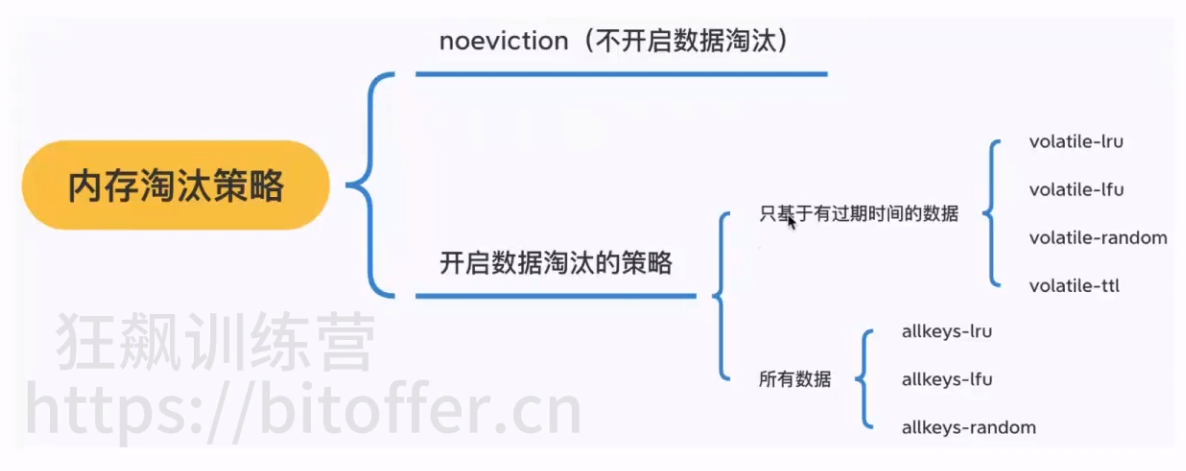 noeviction（不开启数据淘汰）
内存淘汰策略
开启数据淘汰的策略
只基于有过期时间的数据
volatile-lru
volatile-lfu
volatile-random
volatile-ttl
所有数据
allkeys-lru
allkeys-lfu
allkeys-random
狂飙训练营
https://bitoffer.cn